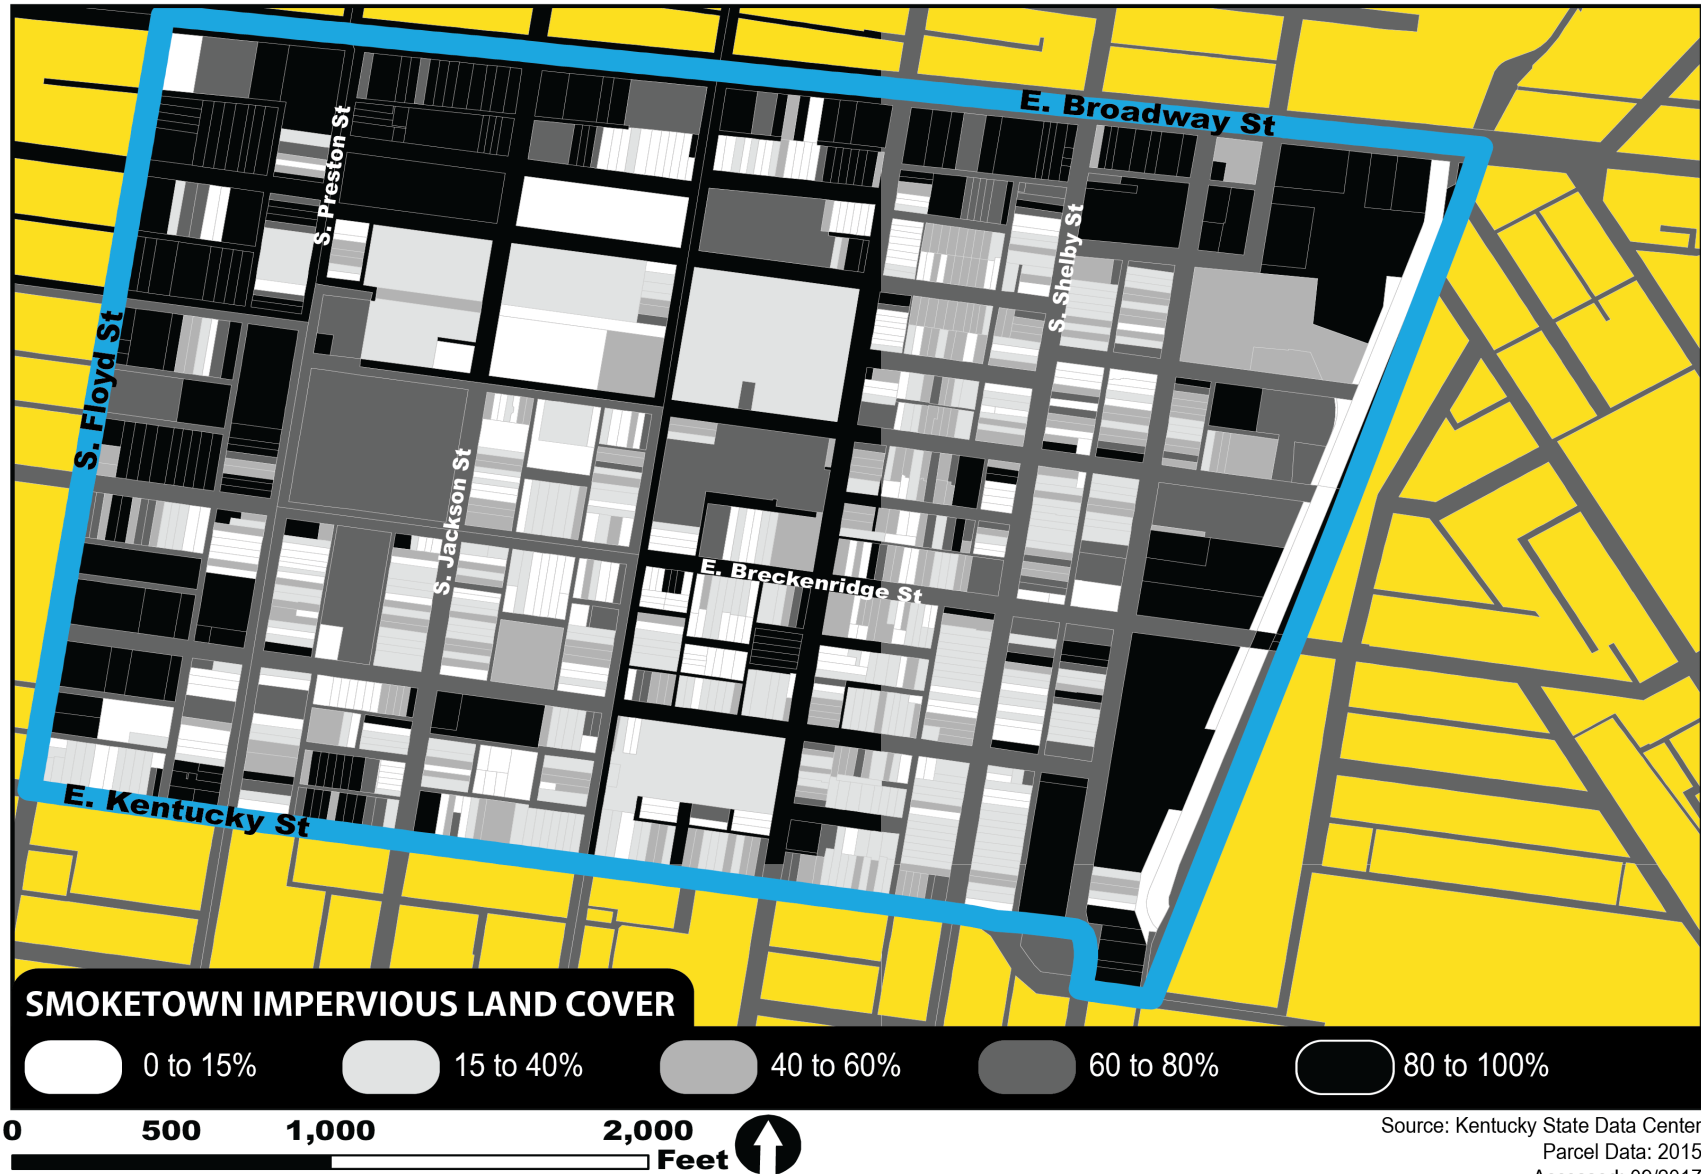 E. Broadway St
S. Preston St
S. Shelby St
S. Floyd St
S. Jackson St
E. Breckenridge St
E. Kentucky St
SMOKETOWN IMPERVIOUS LAND COVER
0 to 15%
15 to 40%
40 to 60%
60 to 80%
80 to 100%
0 500 1,000 2,000
Feet
Source: Kentucky State Data Center
Parcel Data: 2015